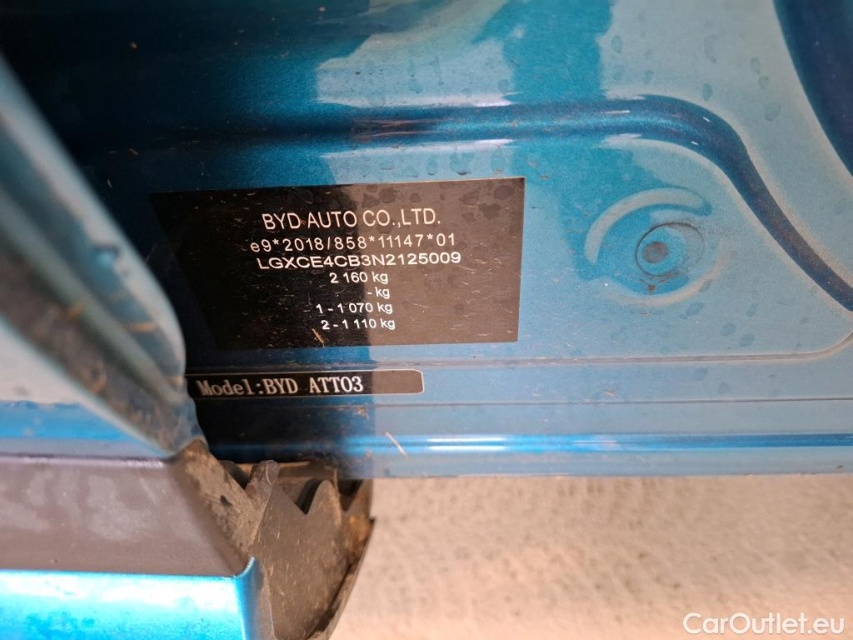 BYD AUTO CO.,LTD.
e9*2018/858*11147*01
LGXCE4CB3N2125009
2 160 kg
- kg
1 - 1 070 kg
2 - 1 110 kg
Model:BYD ATTO3
CarOutlet.eu